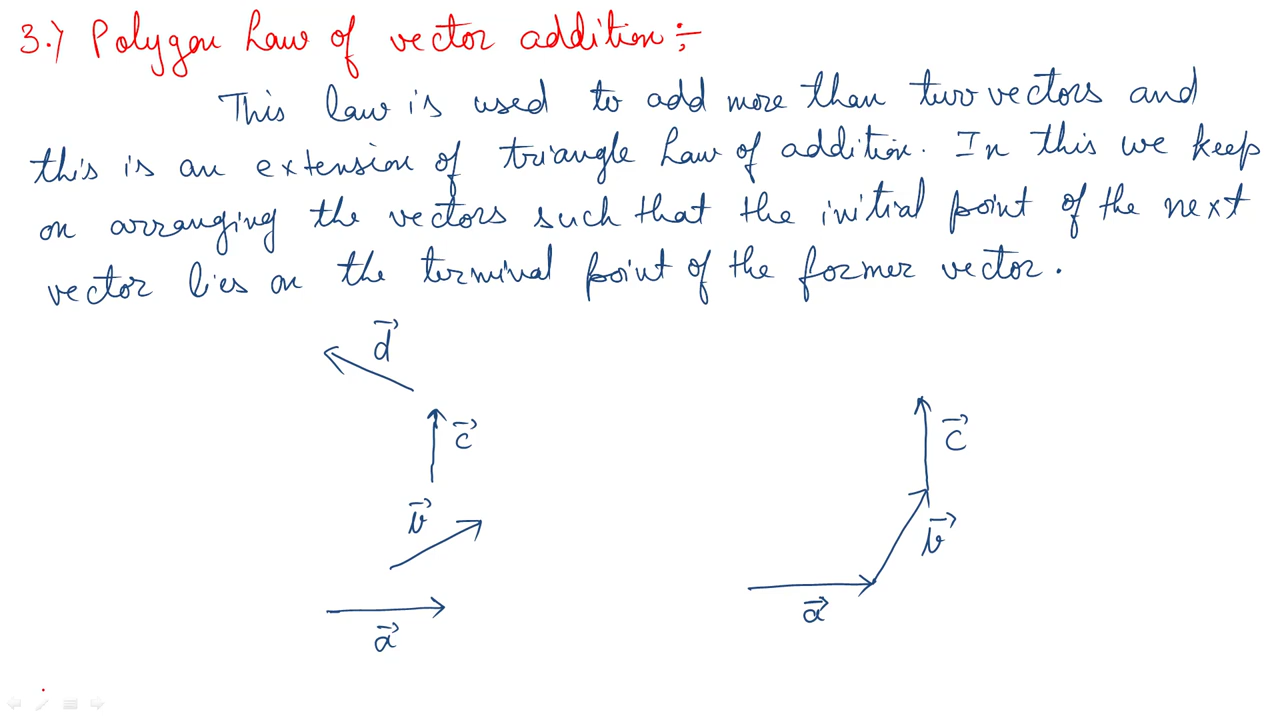 3.) Polygon Law of vector addition ÷
This law is used to add more than two vectors and
this is an extension of triangle Law of addition. In this we keep
on arranging the vectors such that the initial point of the next
vector lies on the terminal point of the former vector.
d⃗
c⃗
b⃗
a⃗
c⃗
b⃗
a⃗